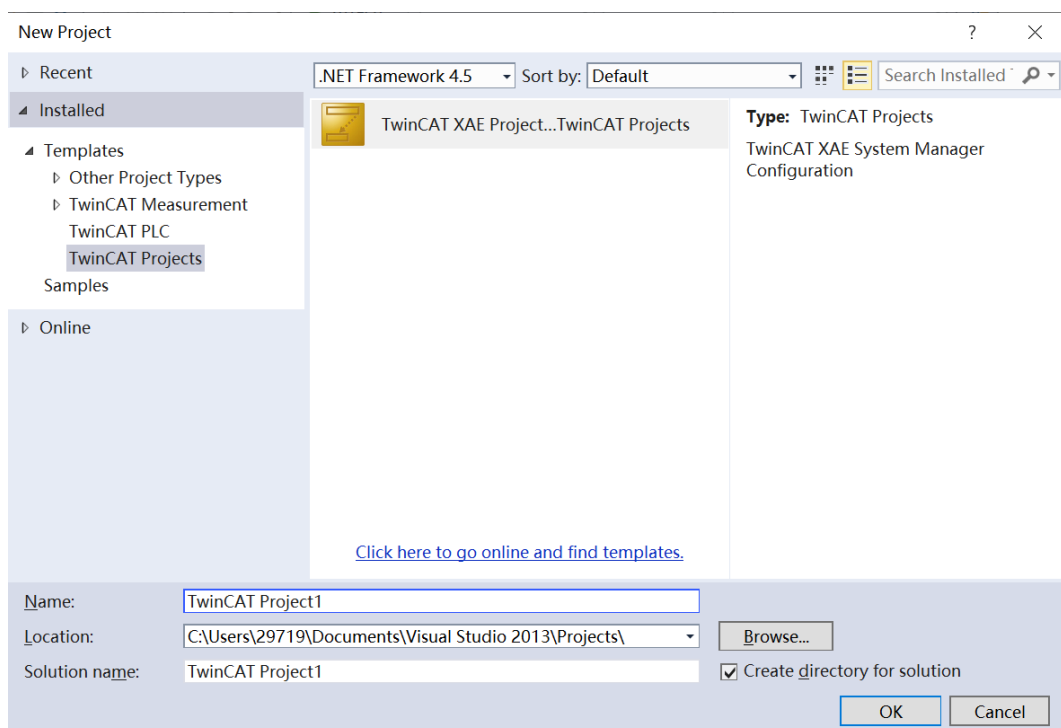 New Project
?
Recent
.NET Framework 4.5
Sort by:
Default
Search Installed
Installed
TwinCAT XAE Project...TwinCAT Projects
Type: TwinCAT Projects
TwinCAT XAE System Manager
Configuration
Templates
Other Project Types
TwinCAT Measurement
TwinCAT PLC
TwinCAT Projects
Samples
Online
Click here to go online and find templates.
Name:
TwinCAT Project1
Location:
C:\Users\29719\Documents\Visual Studio 2013\Projects\
Browse...
Solution name:
TwinCAT Project1
Create directory for solution
OK
Cancel